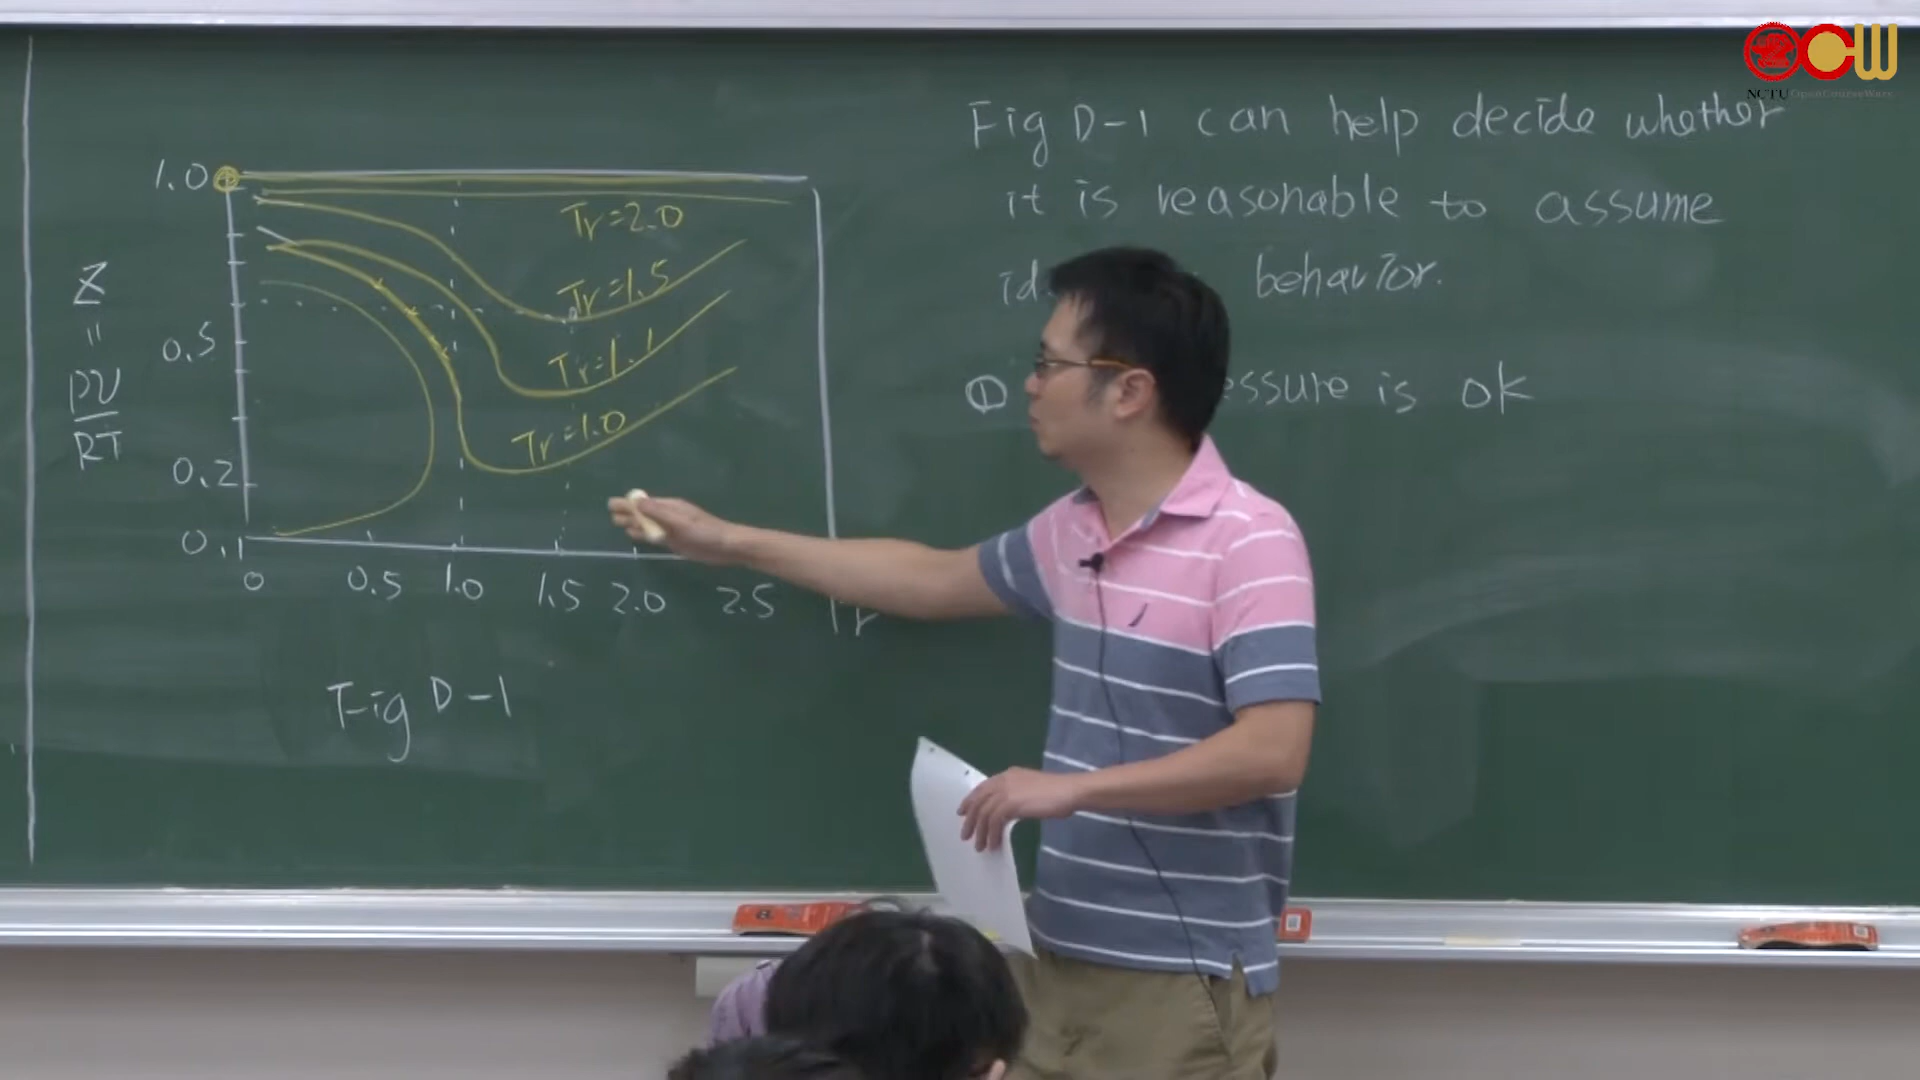 NCTU OpenCourseWare
Fig D-1 can help decide whether
it is reasonable to assume
behavior.
① is ok
1.0
Tr=2.0
Z
=
PV
RT
Tr=1.5
0.5
Tr=1.1
Tr=1.0
0.2
0.1
0 0.5 1.0 1.5 2.0 2.5 Pr
Fig D-1